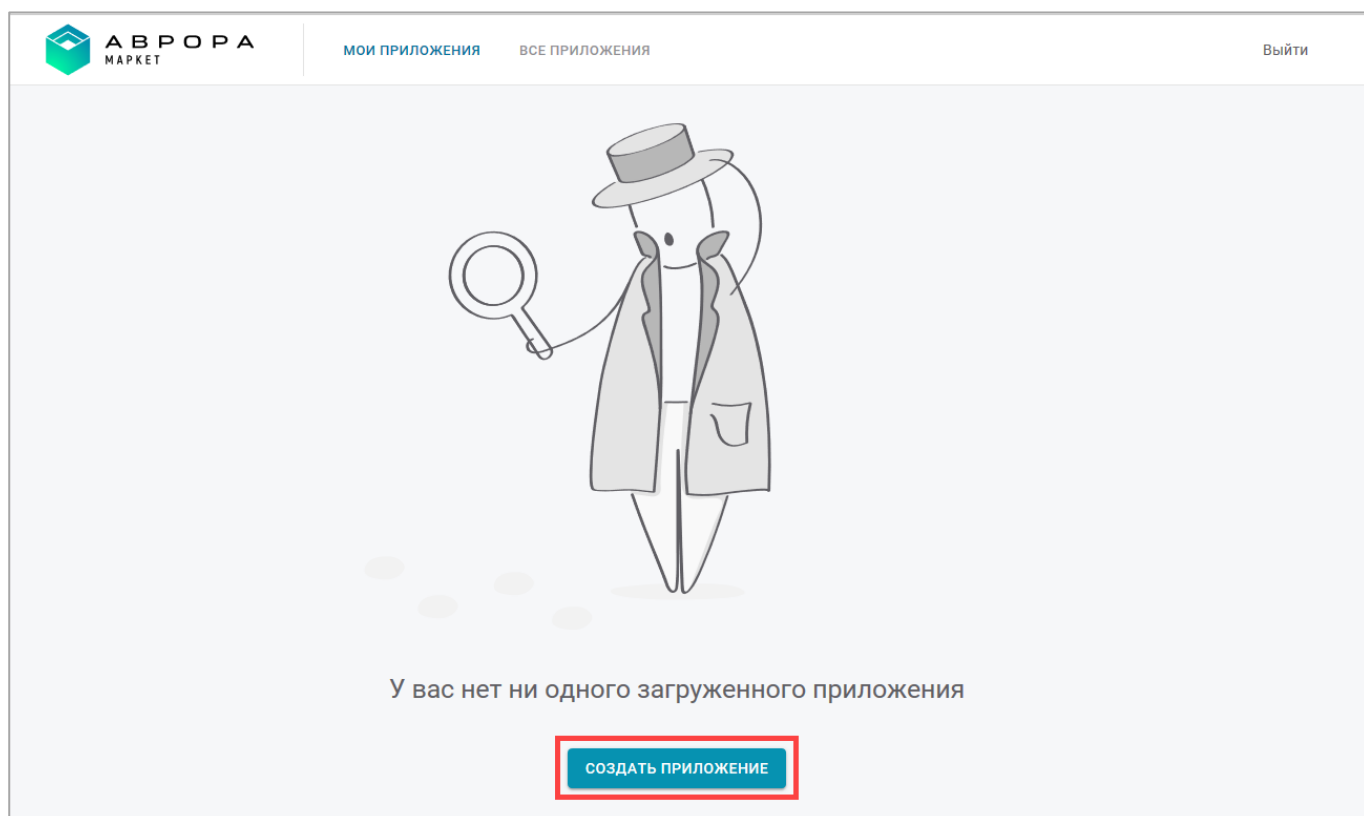 АВРОРА
МАРКЕТ
МОИ ПРИЛОЖЕНИЯ
ВСЕ ПРИЛОЖЕНИЯ
Выйти
У вас нет ни одного загруженного приложения
СОЗДАТЬ ПРИЛОЖЕНИЕ